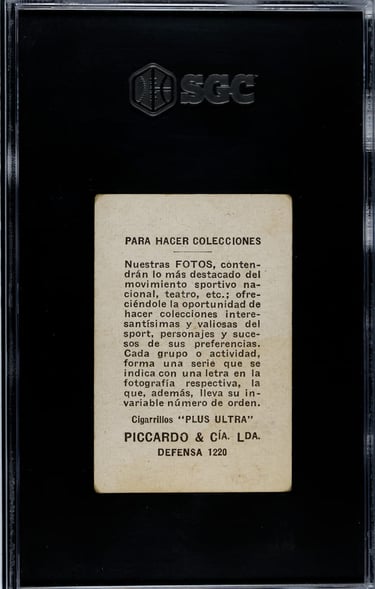 SGC
PARA HACER COLECCIONES
Nuestras FOTOS, conten-
drán lo más destacado del
movimiento sportivo na-
cional, teatro, etc.; ofre-
ciéndole la oportunidad de
hacer colecciones intere-
santísimas y valiosas del
sport, personajes y suce-
sos de sus preferencias.
Cada grupo o actividad,
forma una serie que se
indica con una letra en la
fotografía respectiva, la
que, además, lleva su in-
variable número de orden.
Cigarrillos "PLUS ULTRA"
PICCARDO & CÍA. LDA.
DEFENSA 1220